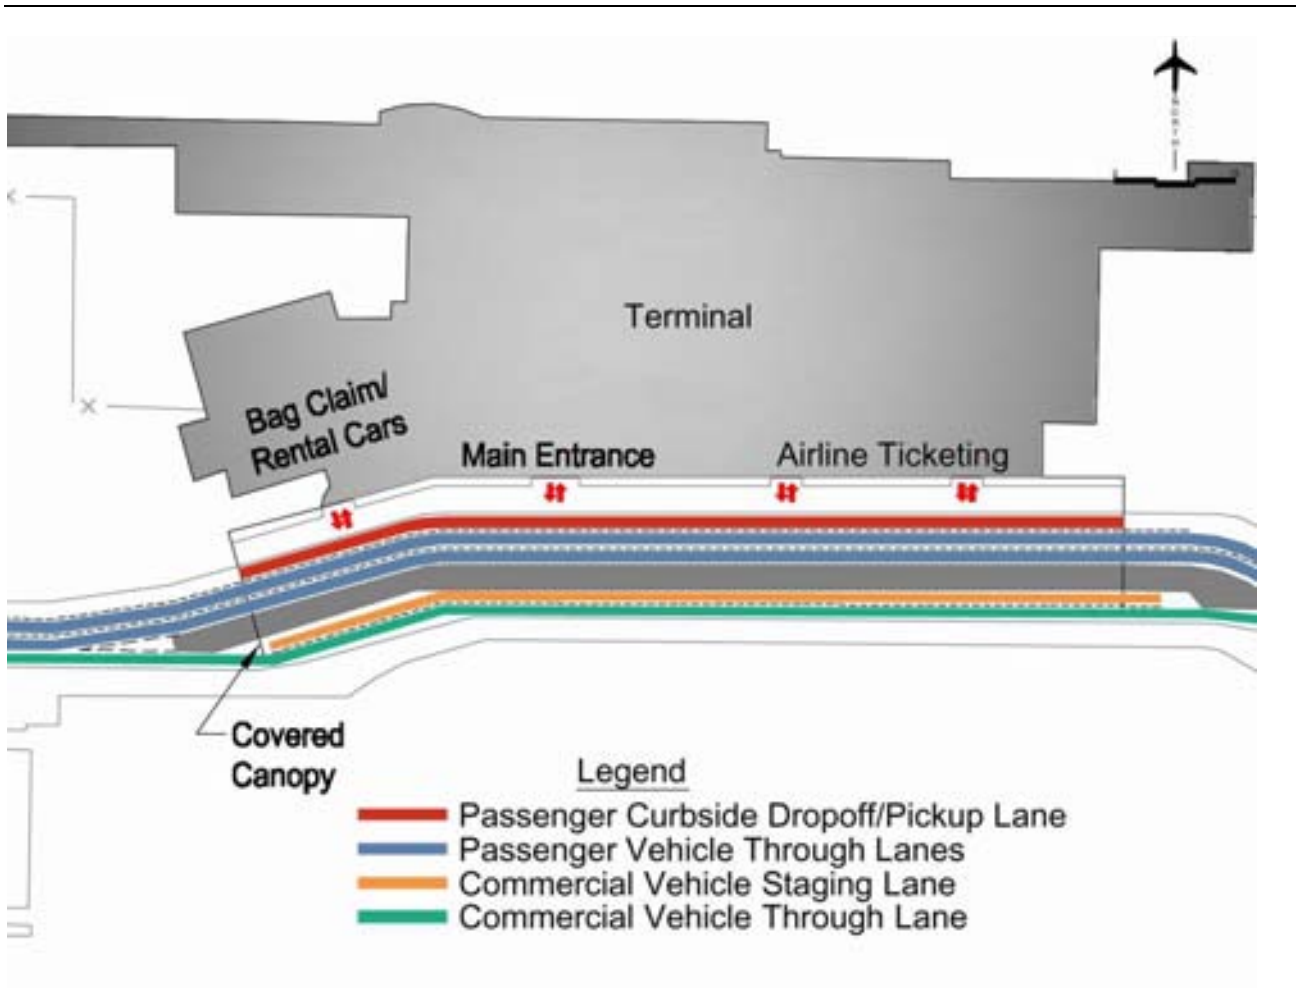 Terminal
Bag Claim/
Rental Cars
Main Entrance
Airline Ticketing
Covered
Canopy
Legend
Passenger Curbside Dropoff/Pickup Lane
Passenger Vehicle Through Lanes
Commercial Vehicle Staging Lane
Commercial Vehicle Through Lane